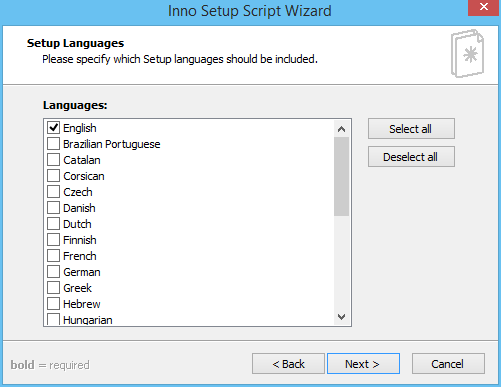 Inno Setup Script Wizard
Setup Languages
Please specify which Setup languages should be included.
Languages:
English
Brazilian Portuguese
Catalan
Corsican
Czech
Danish
Dutch
Finnish
French
German
Greek
Hebrew
Hungarian
Select all
Deselect all
bold = required
< Back
Next >
Cancel